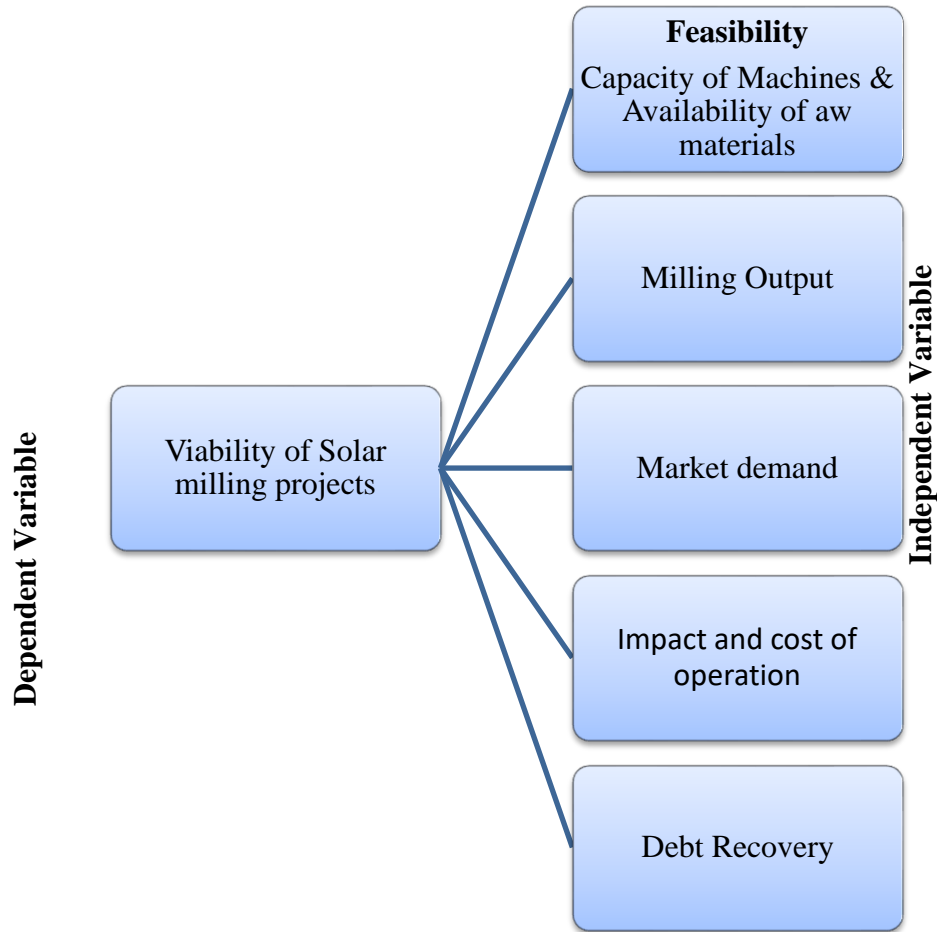 Feasibility
Capacity of Machines &
Availability of aw
materials
Milling Output
Viability of Solar
milling projects
Market demand
Impact and cost of
operation
Debt Recovery
Dependent Variable
Independent Variable